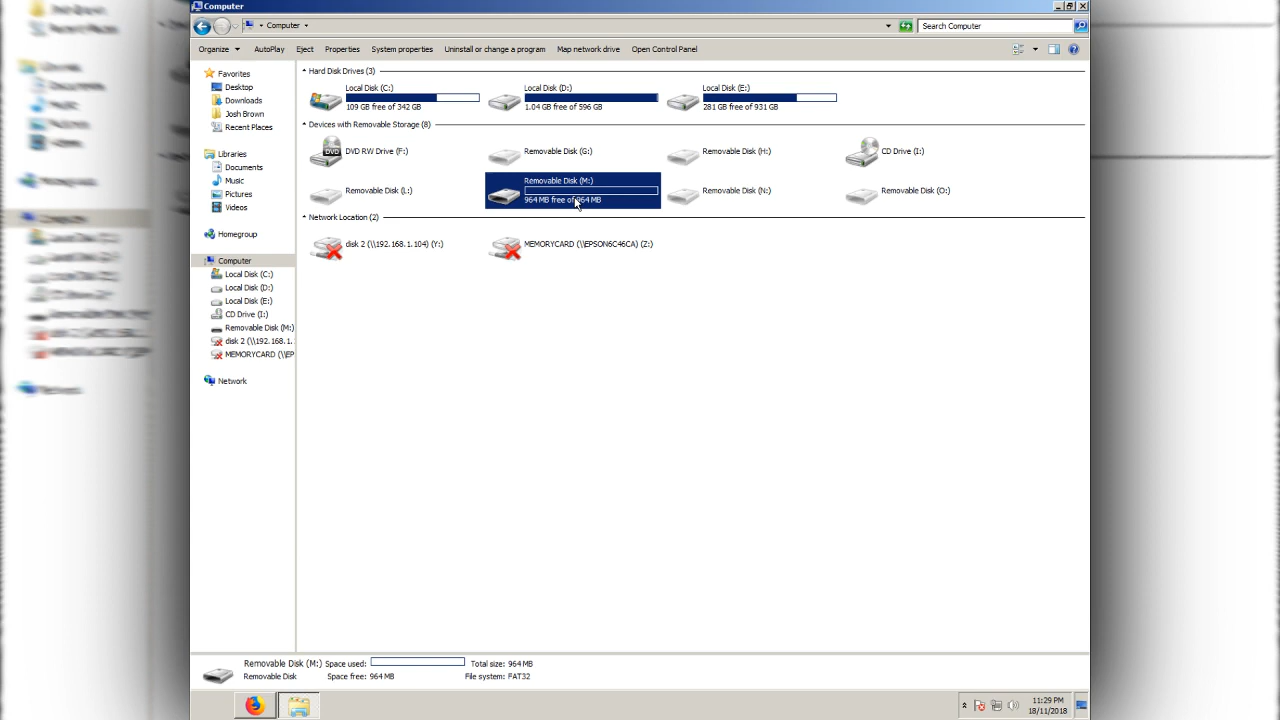 Computer
Computer
Search Computer
Organize AutoPlay Eject Properties System properties Uninstall or change a program Map network drive Open Control Panel
Favorites
Desktop
Downloads
Josh Brown
Recent Places
Libraries
Documents
Music
Pictures
Videos
Homegroup
Computer
Local Disk (C:)
Local Disk (D:)
Local Disk (E:)
CD Drive (I:)
Removable Disk (M:)
disk 2 (\\192.168.1.
MEMORYCARD (\\EP
Network
Hard Disk Drives (3)
Local Disk (C:)
109 GB free of 342 GB
Local Disk (D:)
1.04 GB free of 596 GB
Local Disk (E:)
281 GB free of 931 GB
Devices with Removable Storage (8)
DVD RW Drive (F:)
Removable Disk (G:)
Removable Disk (H:)
CD Drive (I:)
Removable Disk (L:)
Removable Disk (M:)
964 MB free of 964 MB
Removable Disk (N:)
Removable Disk (O:)
Network Location (2)
disk 2 (\\192.168.1.104) (Y:)
MEMORYCARD (\\EPSON6C46CA) (Z:)
Removable Disk (M:) Space used: Total size: 964 MB
Removable Disk Space free: 964 MB File system: FAT32
11:29 PM
18/11/2018